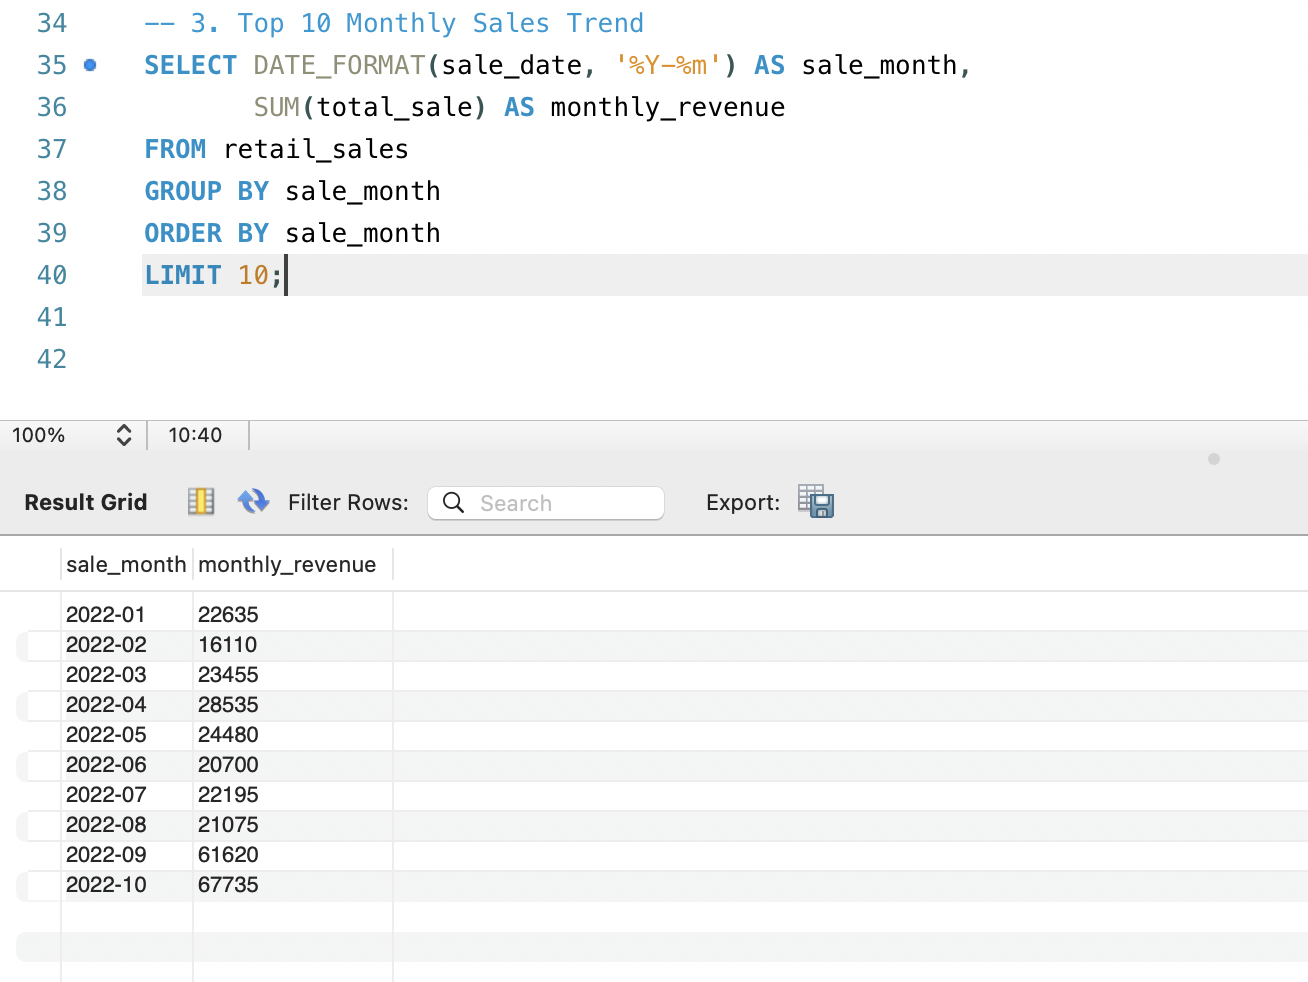 34 -- 3. Top 10 Monthly Sales Trend
35 SELECT DATE_FORMAT(sale_date, '%Y-%m') AS sale_month,
36 SUM(total_sale) AS monthly_revenue
37 FROM retail_sales
38 GROUP BY sale_month
39 ORDER BY sale_month
40 LIMIT 10;
41
42
100% 10:40
Result Grid Filter Rows: Search Export:
sale_month monthly_revenue
2022-01 22635
2022-02 16110
2022-03 23455
2022-04 28535
2022-05 24480
2022-06 20700
2022-07 22195
2022-08 21075
2022-09 61620
2022-10 67735